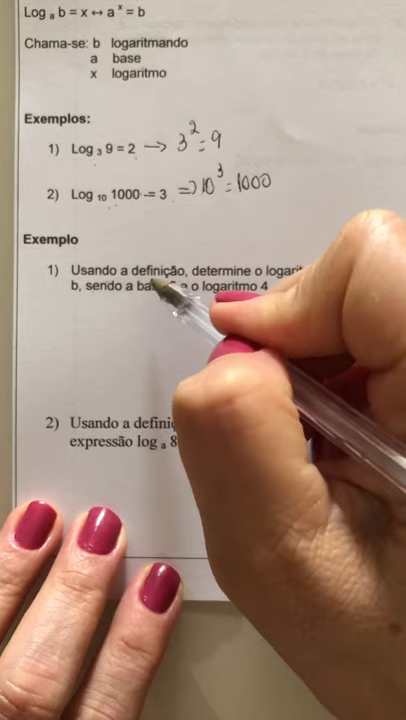 Log a b = x ↔ a x = b
Chama-se: b logaritmando
a base
x logaritmo
Exemplos:
1) Log 3 9 = 2 → 3² = 9
2) Log 10 1000 = 3 ⇒ 10³ = 1000
Exemplo
1) Usando a definição, determine o
b, sendo a e o logaritmo 4
2) Usando a
expressão log a 8